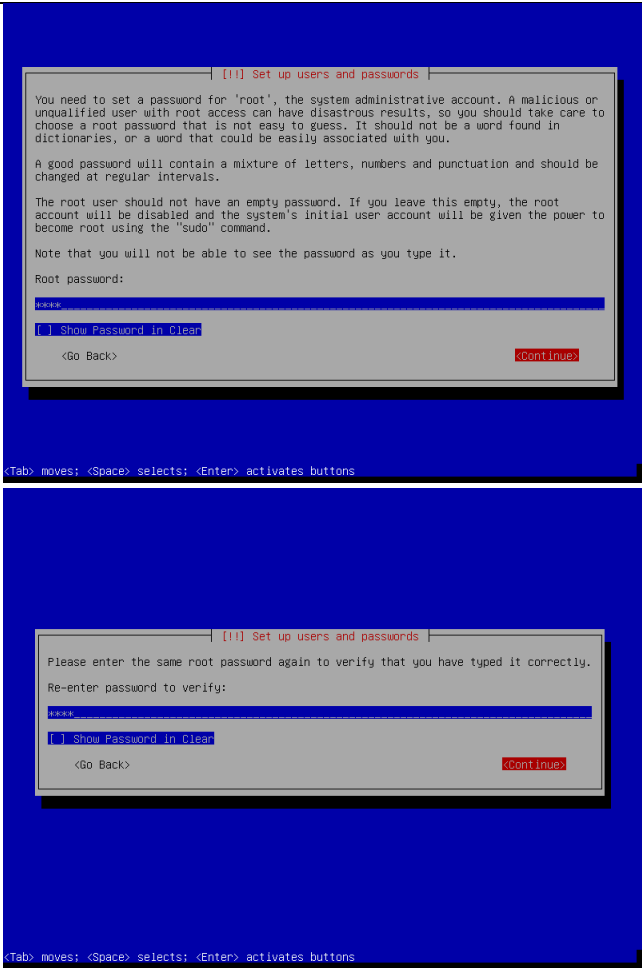 [!!] Set up users and passwords
You need to set a password for 'root', the system administrative account. A malicious or
unqualified user with root access can have disastrous results, so you should take care to
choose a root password that is not easy to guess. It should not be a word found in
dictionaries, or a word that could be easily associated with you.
A good password will contain a mixture of letters, numbers and punctuation and should be
changed at regular intervals.
The root user should not have an empty password. If you leave this empty, the root
account will be disabled and the system's initial user account will be given the power to
become root using the "sudo" command.
Note that you will not be able to see the password as you type it.
Root password:
****
[ ] Show Password in Clear
<Go Back> <Continue>
<Tab> moves; <Space> selects; <Enter> activates buttons
[!!] Set up users and passwords
Please enter the same root password again to verify that you have typed it correctly.
Re-enter password to verify:
****
[ ] Show Password in Clear
<Go Back> <Continue>
<Tab> moves; <Space> selects; <Enter> activates buttons